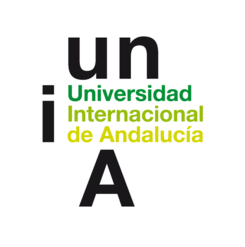 un
i
A
Universidad
Internacional
de Andalucía